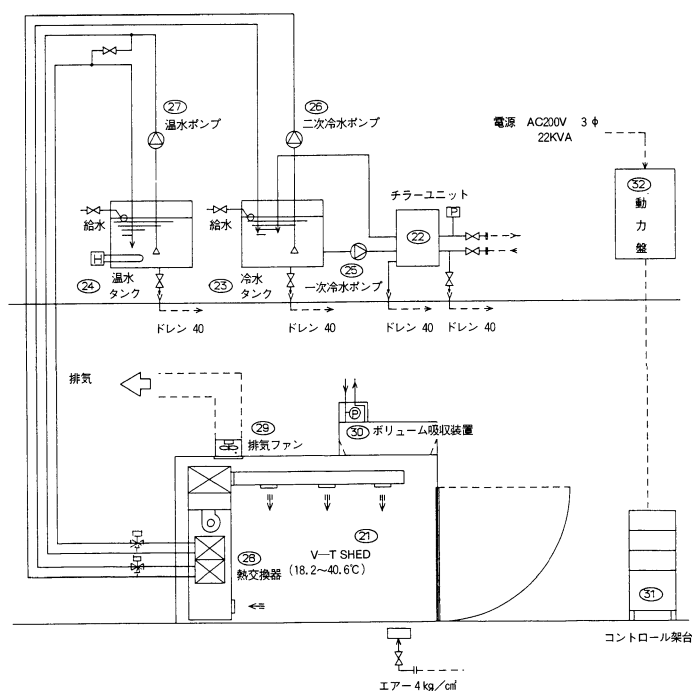 27
温水ポンプ
26
二次冷水ポンプ
電源 AC200V 3φ
22KVA
32
動力盤
チラーユニット
P
22
給水
給水
H
24
温水
タンク
23
冷水
タンク
25
一次冷水ポンプ
ドレン 40
ドレン 40
ドレン 40
ドレン 40
排気
29
排気ファン
P
30
ボリューム吸収装置
21
V—T SHED
(18.2〜40.6℃)
28
熱交換器
31
コントロール架台
エアー 4kg／c㎡